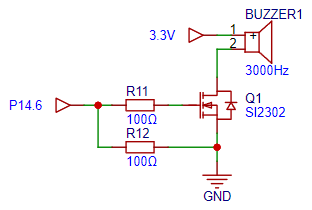 BUZZER1
3.3V
1
2
3000Hz
R11
Q1
P14.6
100Ω
SI2302
R12
100Ω
GND